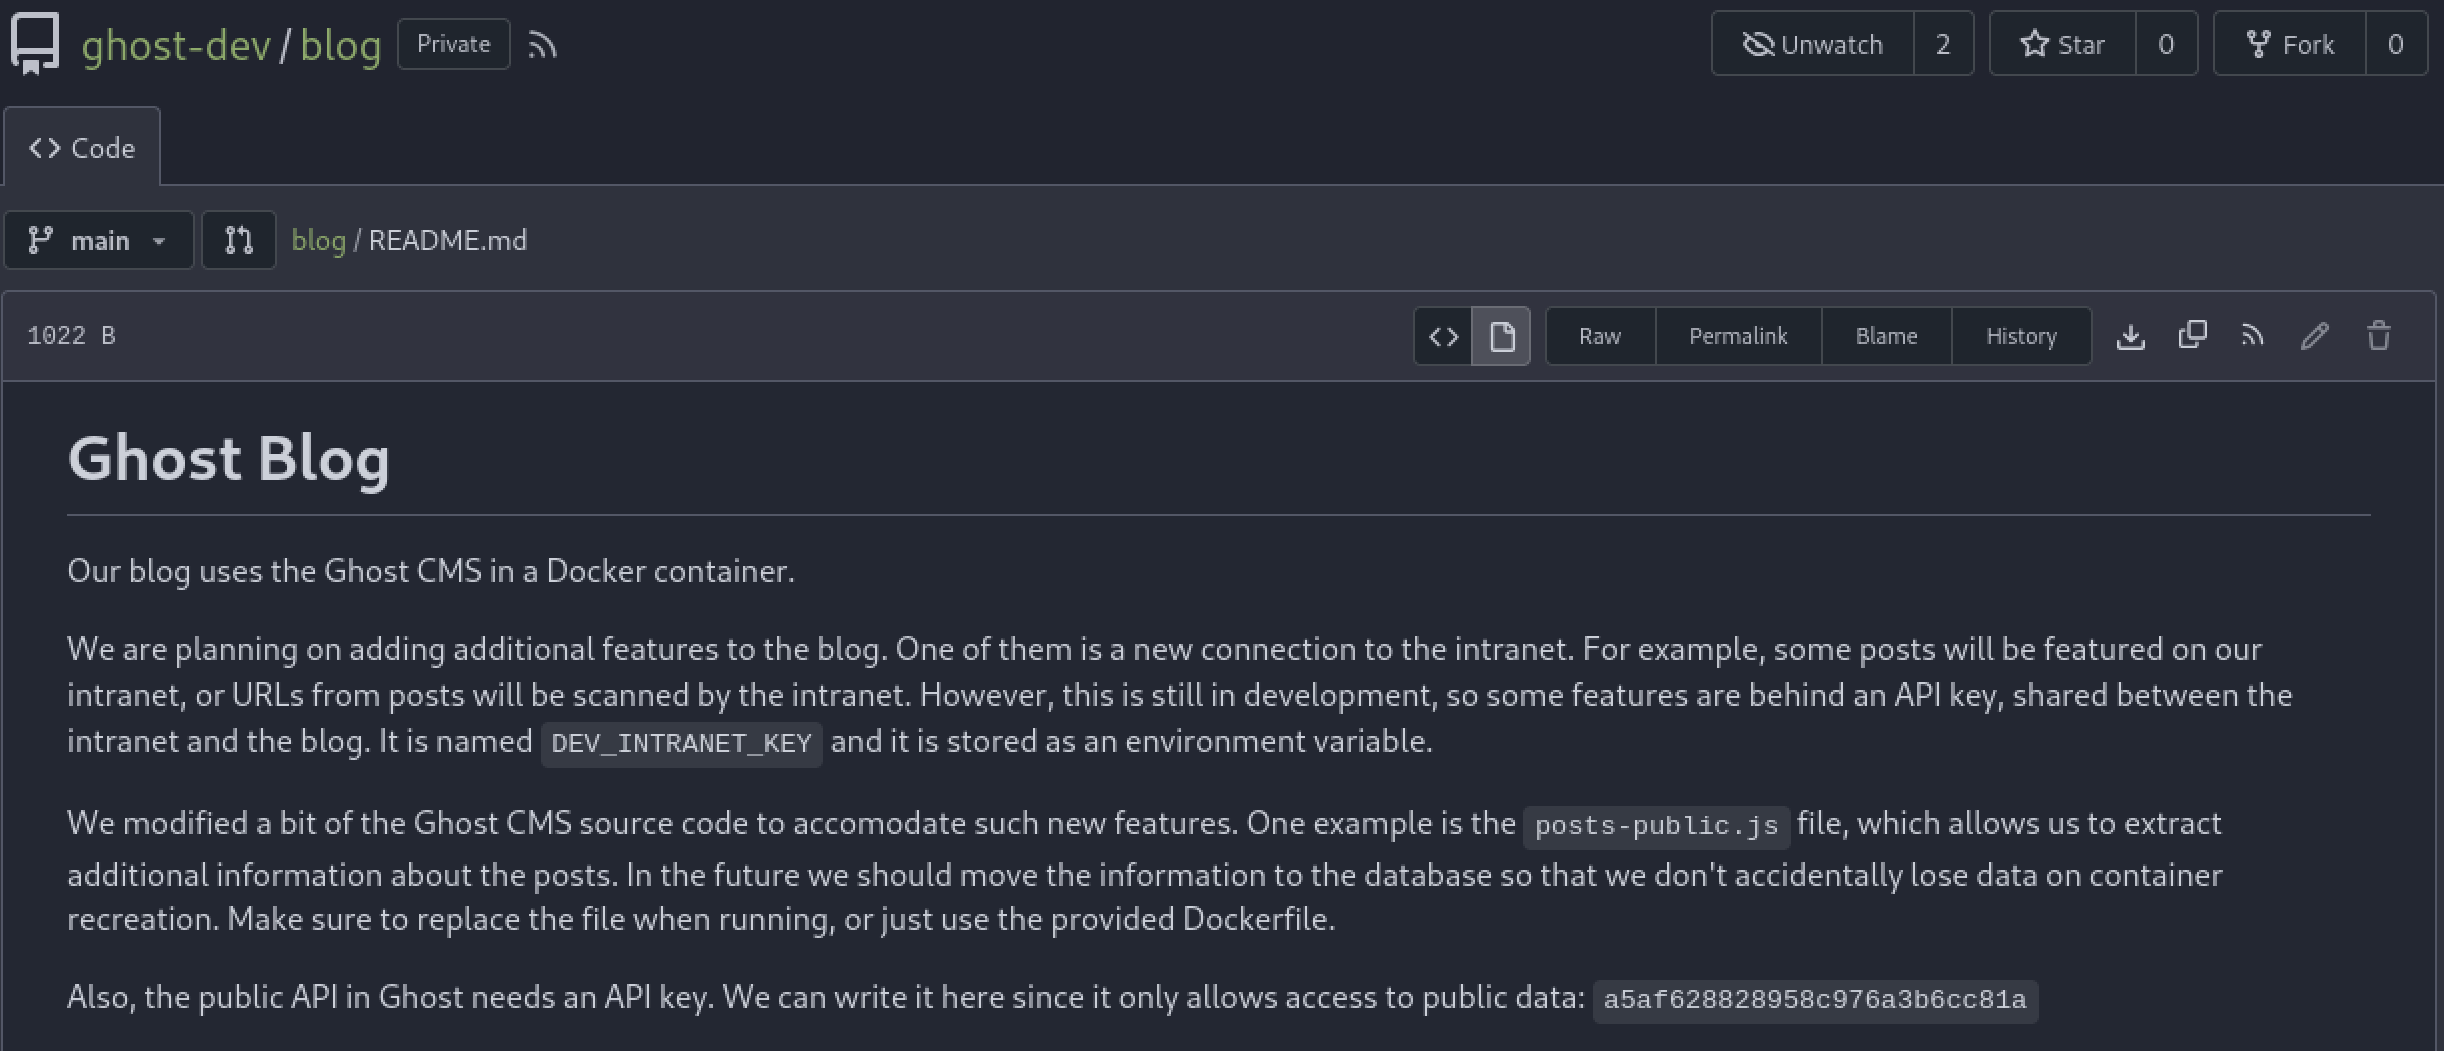 ghost-dev/blog Private Unwatch 2 Star 0 Fork 0
Code
main blog/README.md
1022 B Raw Permalink Blame History
Ghost Blog
Our blog uses the Ghost CMS in a Docker container.
We are planning on adding additional features to the blog. One of them is a new connection to the intranet. For example, some posts will be featured on our
intranet, or URLs from posts will be scanned by the intranet. However, this is still in development, so some features are behind an API key, shared between the
intranet and the blog. It is named DEV_INTRANET_KEY and it is stored as an environment variable.
We modified a bit of the Ghost CMS source code to accomodate such new features. One example is the posts-public.js file, which allows us to extract
additional information about the posts. In the future we should move the information to the database so that we don't accidentally lose data on container
recreation. Make sure to replace the file when running, or just use the provided Dockerfile.
Also, the public API in Ghost needs an API key. We can write it here since it only allows access to public data: a5af628828958c976a3b6cc81a